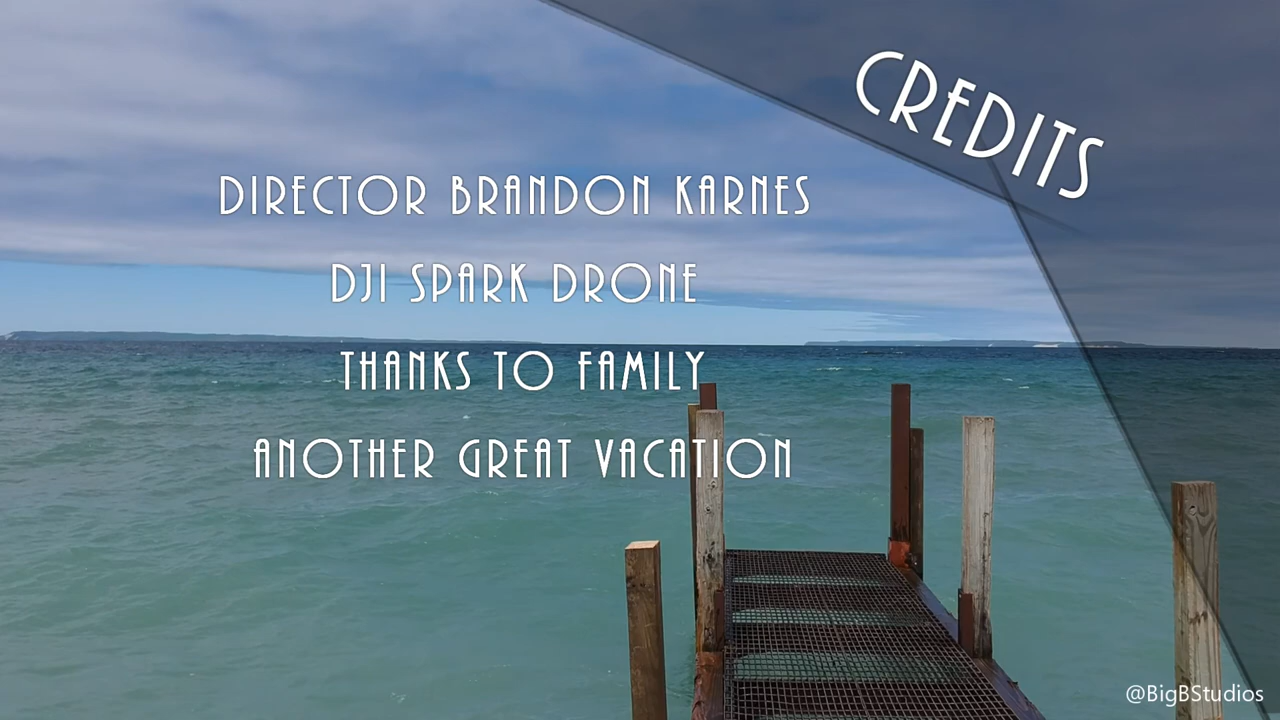 CREDITS
DIRECTOR BRANDON KARNES
DJI SPARK DRONE
THANKS TO FAMILY
ANOTHER GREAT VACATION
@BigBStudios